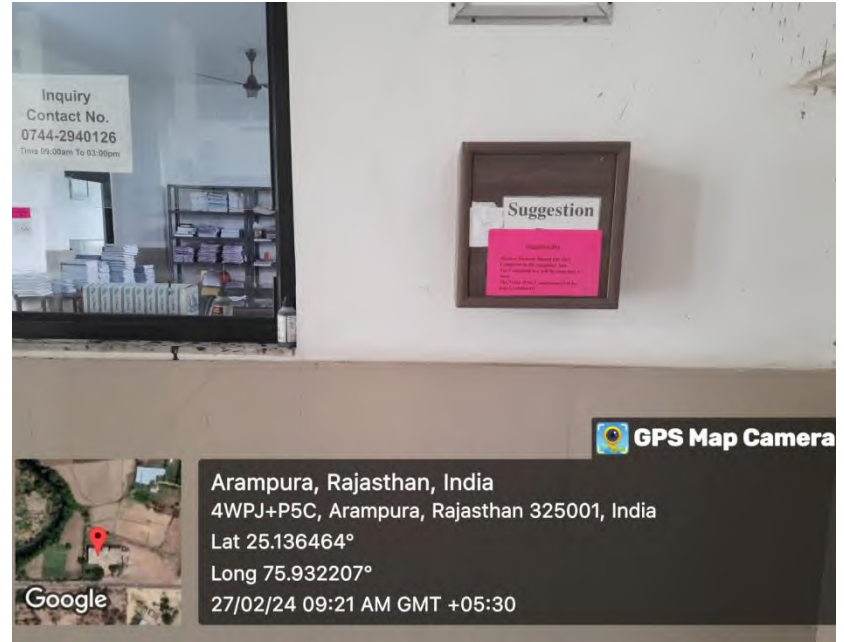 Inquiry
Contact No.
0744-2940126
Time 09:00am To 03:00pm
Suggestion
GPS Map Camera
Arampura, Rajasthan, India
4WPJ+P5C, Arampura, Rajasthan 325001, India
Lat 25.136464°
Long 75.932207°
27/02/24 09:21 AM GMT +05:30
Google